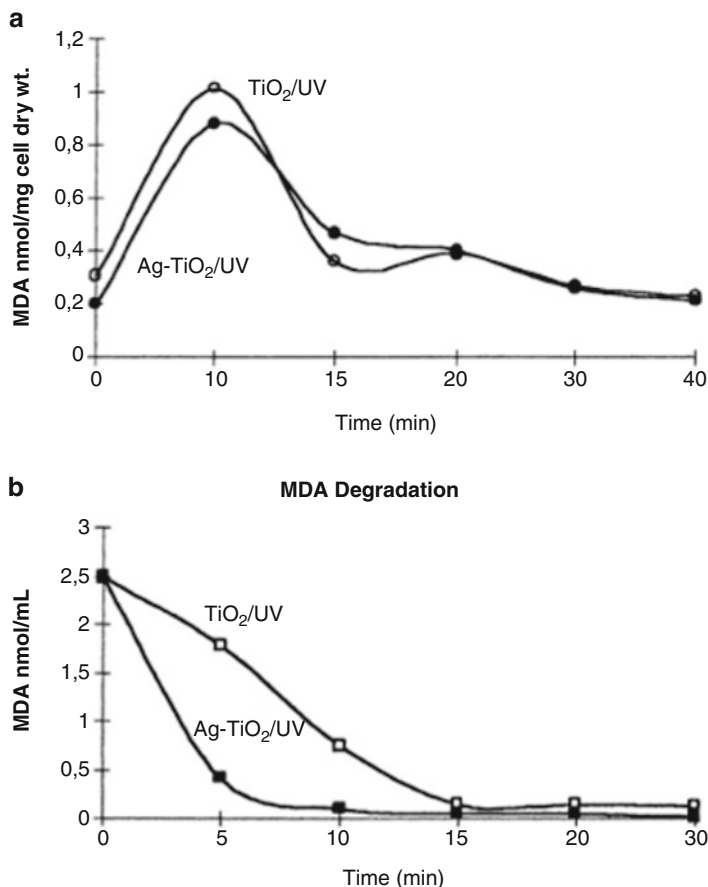 a
MDA nmol/mg cell dry wt.
1,2
1
0,8
0,6
0,4
0,2
0
TiO₂/UV
Ag-TiO₂/UV
0 10 15 20 30 40
Time (min)
b
MDA Degradation
MDA nmol/mL
3
2,5
2
1,5
1
0,5
0
TiO₂/UV
Ag-TiO₂/UV
0 5 10 15 20 30
Time (min)